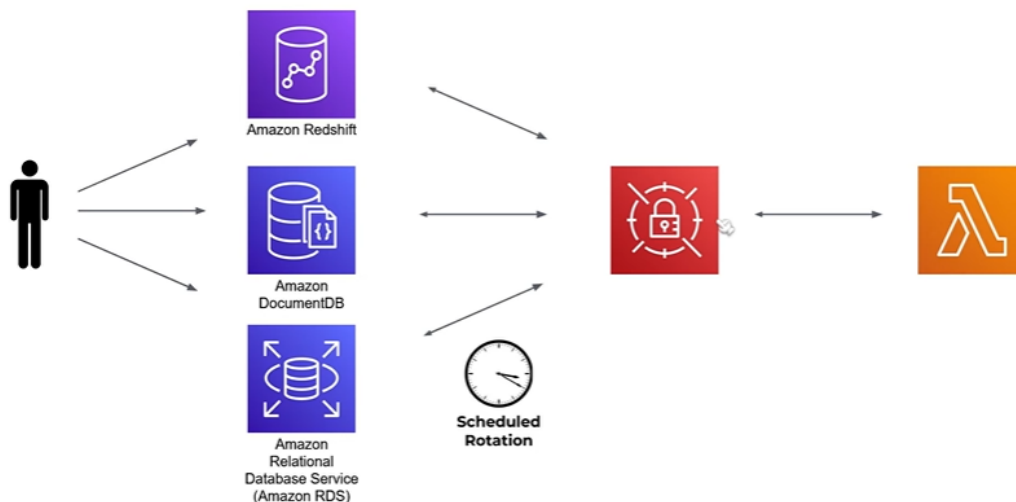 Amazon Redshift
Amazon
DocumentDB
Amazon
Relational
Database Service
(Amazon RDS)
Scheduled
Rotation